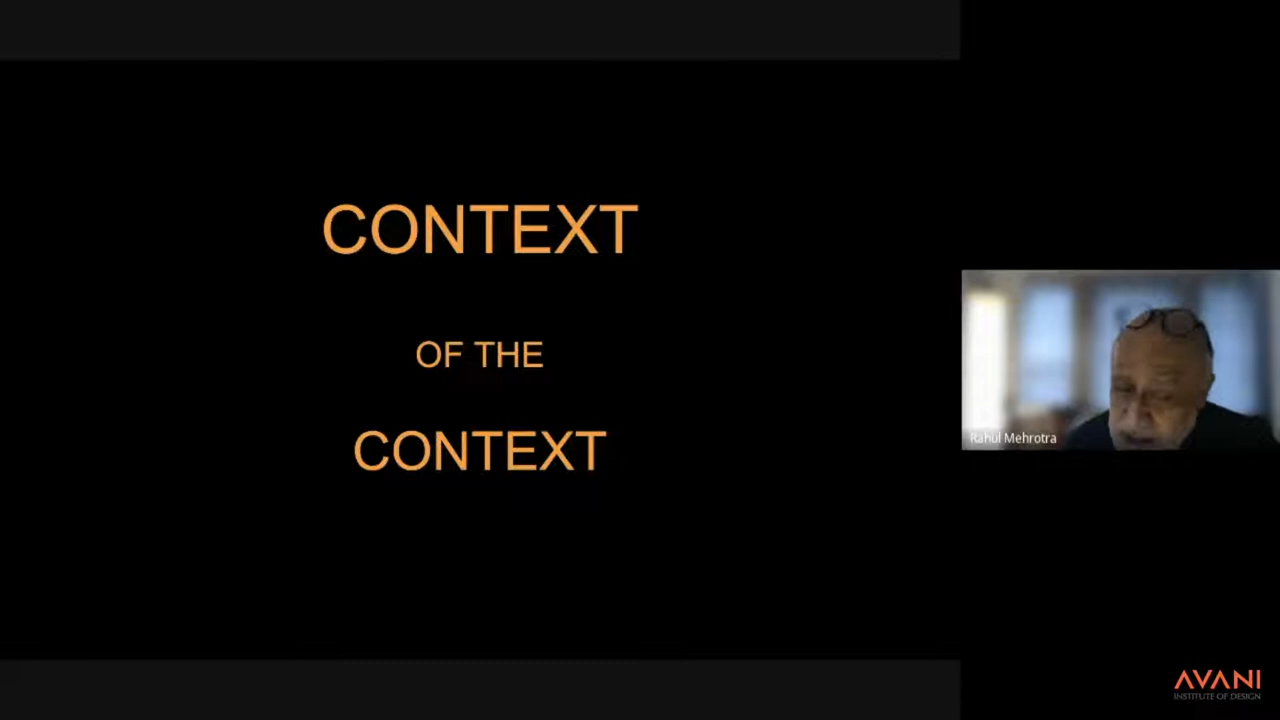 CONTEXT
OF THE
CONTEXT
Rahul Mehrotra
AVANI
INSTITUTE OF DESIGN